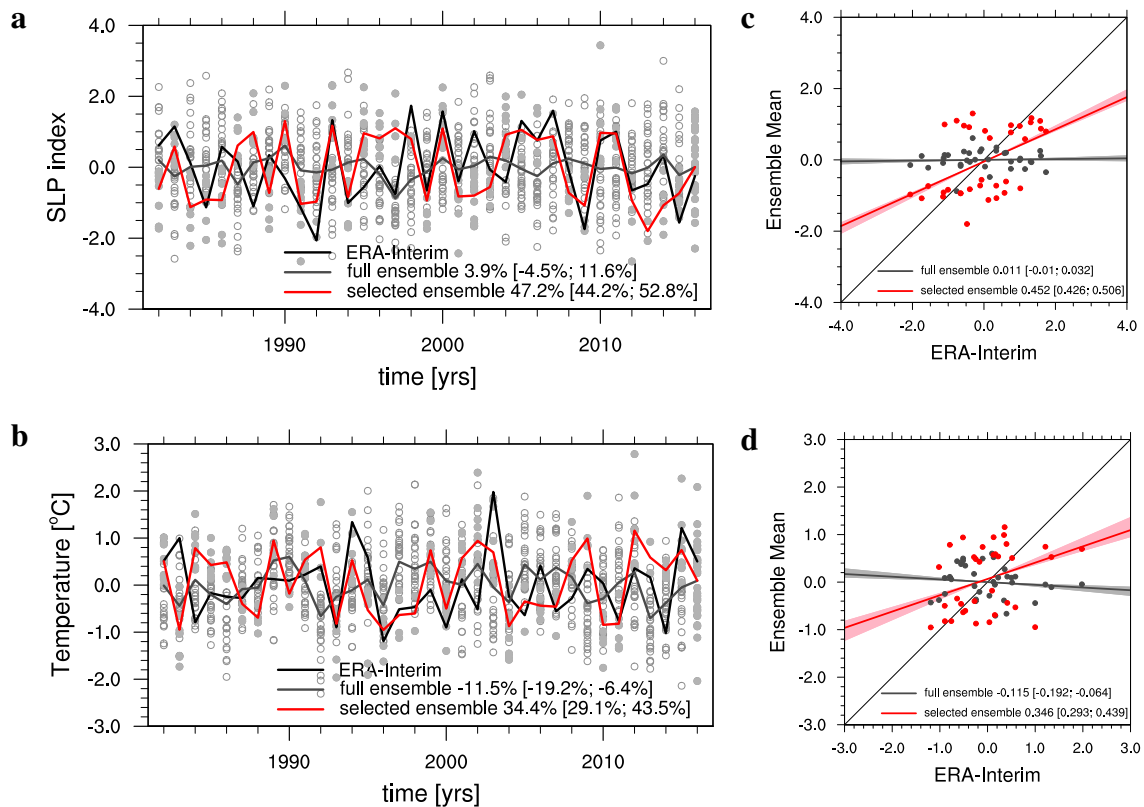 a
4.0
2.0
0.0
-2.0
-4.0
SLP index
ERA-Interim
full ensemble 3.9% [-4.5%; 11.6%]
selected ensemble 47.2% [44.2%; 52.8%]
1990
2000
2010
time [yrs]
c
4.0
2.0
0.0
-2.0
-4.0
Ensemble Mean
full ensemble 0.011 [-0.01; 0.032]
selected ensemble 0.452 [0.426; 0.506]
-4.0
-2.0
0.0
2.0
4.0
ERA-Interim
b
3.0
2.0
1.0
0.0
-1.0
-2.0
-3.0
Temperature [°C]
ERA-Interim
full ensemble -11.5% [-19.2%; -6.4%]
selected ensemble 34.4% [29.1%; 43.5%]
1990
2000
2010
time [yrs]
d
3.0
2.0
1.0
0.0
-1.0
-2.0
-3.0
Ensemble Mean
full ensemble -0.115 [-0.192; -0.064]
selected ensemble 0.346 [0.293; 0.439]
-3.0
-2.0
-1.0
0.0
1.0
2.0
3.0
ERA-Interim